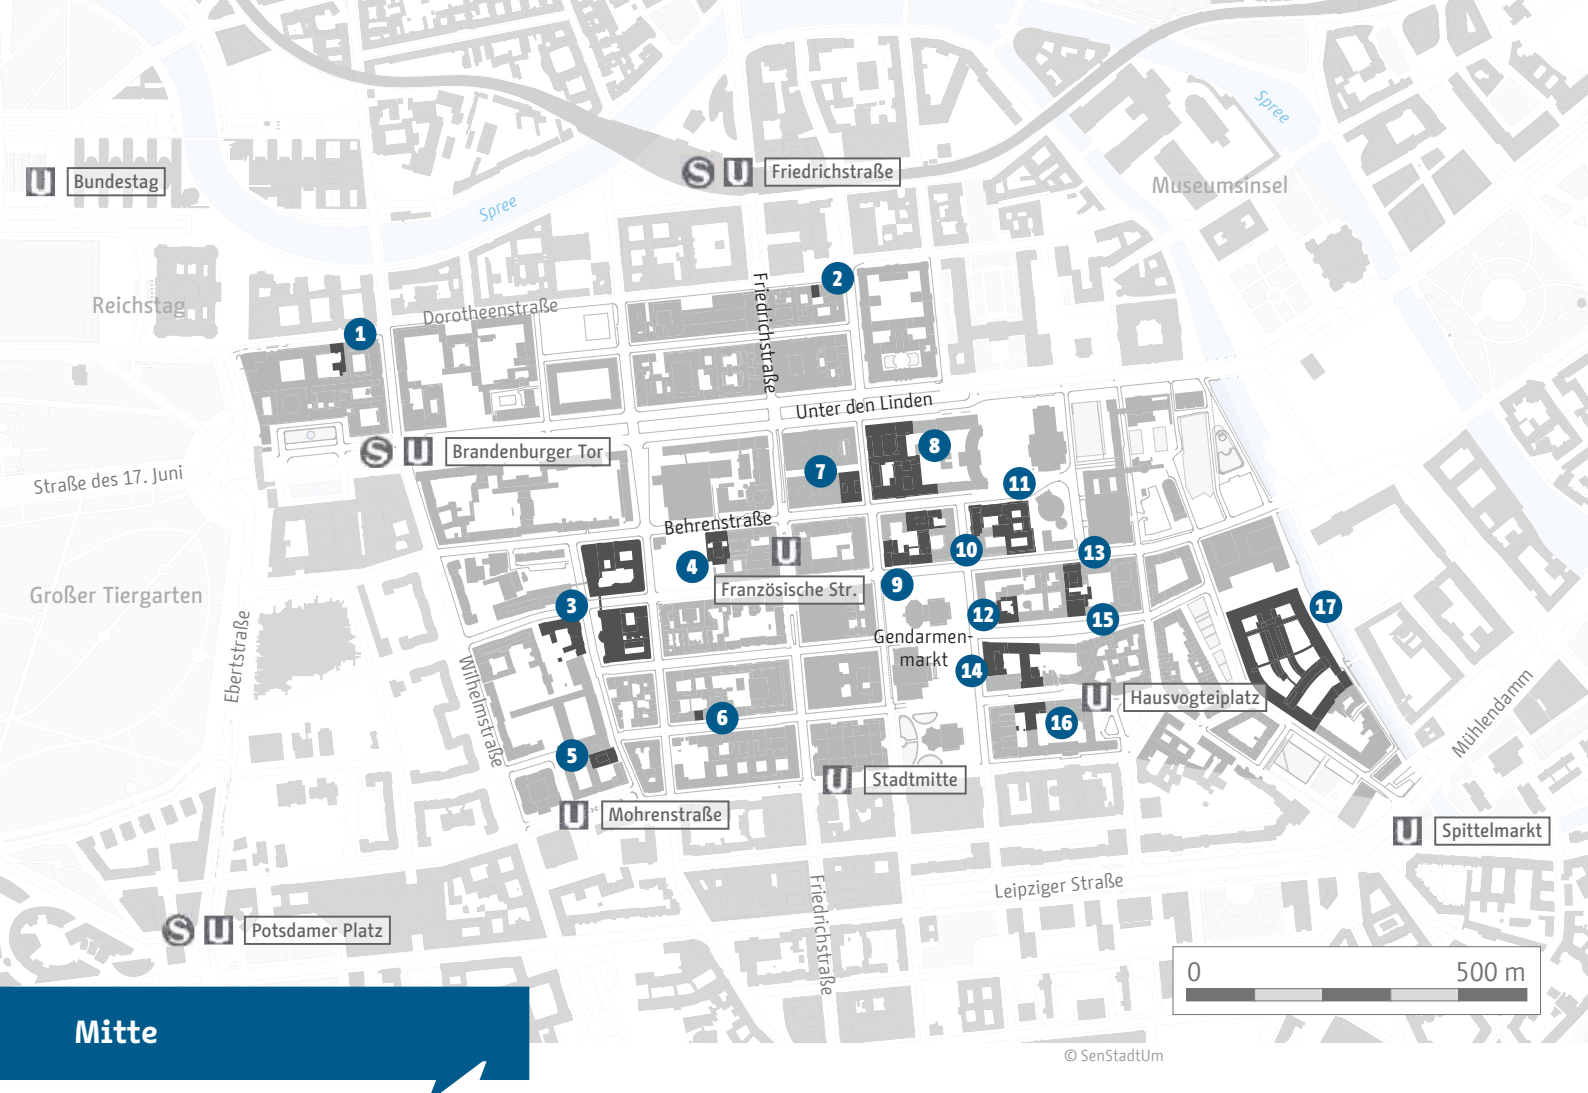 Spree
U Bundestag
S U Friedrichstraße
Museumsinsel
Spree
Reichstag
Dorotheenstraße
Friedrichstraße
2
1
Unter den Linden
S U Brandenburger Tor
8
7
Straße des 17. Juni
11
Behrenstraße
U
10
13
4
Französische Str.
9
Großer Tiergarten
3
12
15
17
Ebertstraße
Gendarmen-
markt
14
Wilhelmstraße
U Hausvogteiplatz
6
16
Mühlendamm
5
U Stadtmitte
U Mohrenstraße
U Spittelmarkt
Leipziger Straße
Friedrichstraße
S U Potsdamer Platz
0 500 m
Mitte
© SenStadtUm